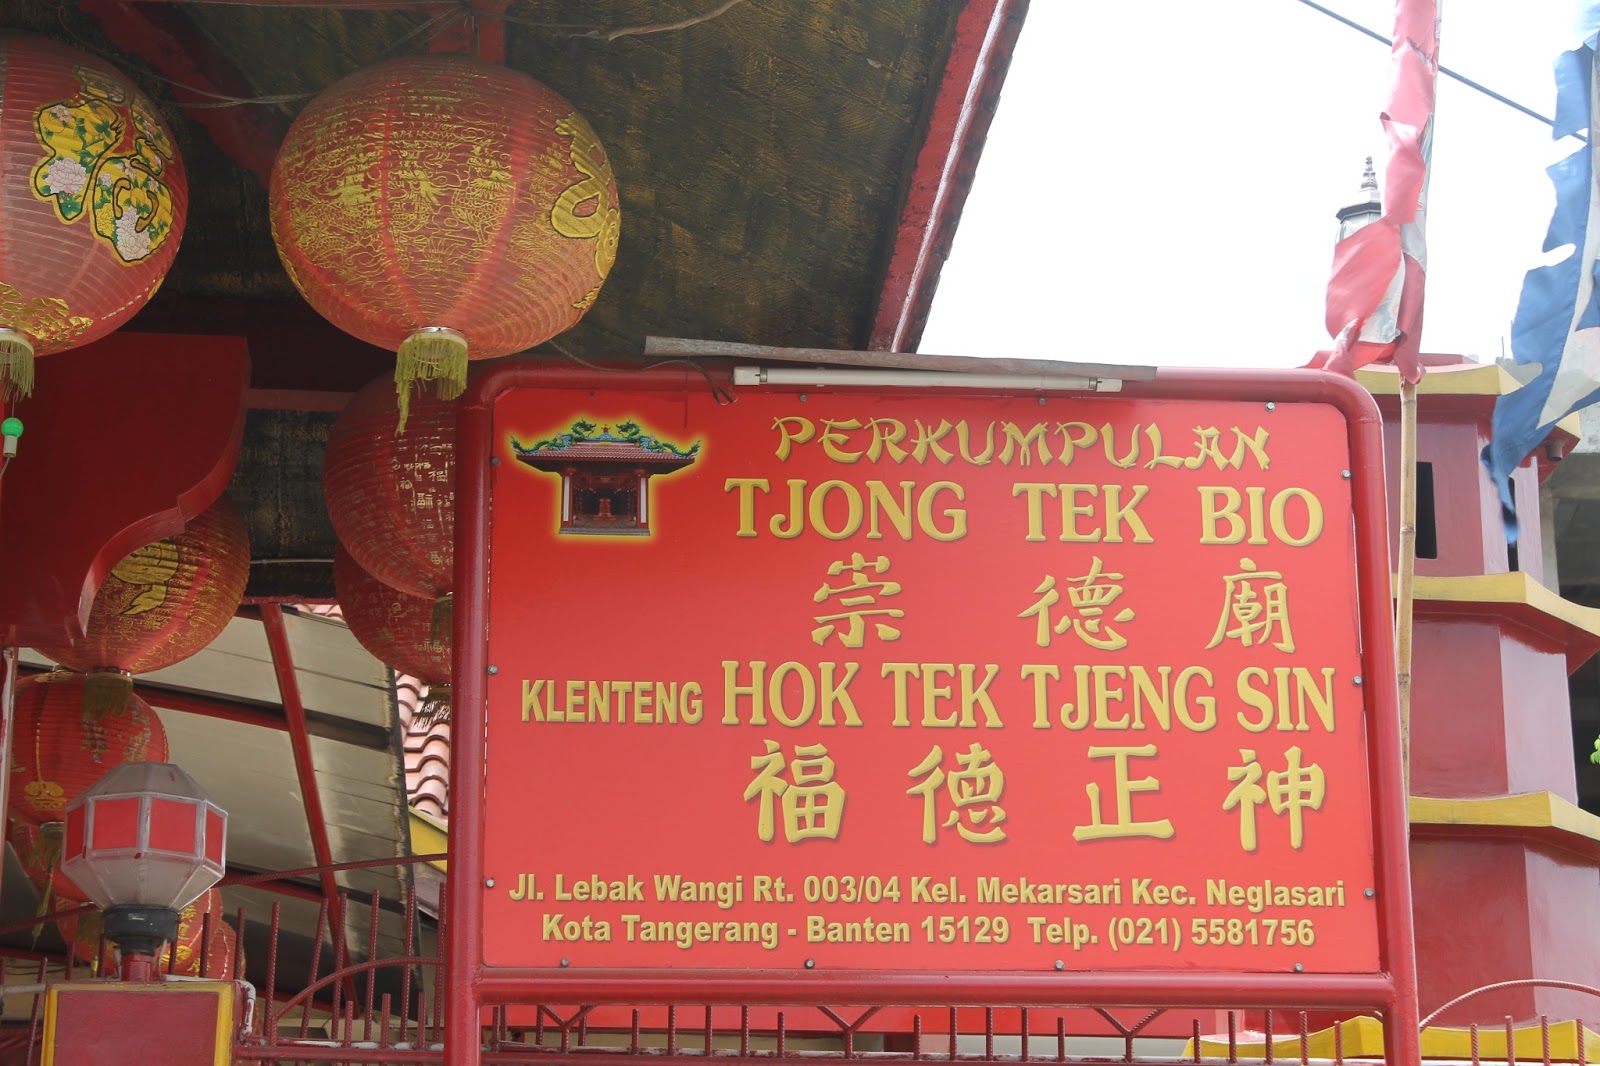 PERKUMPULAN
TJONG TEK BIO
崇德廟
KLENTENG HOK TEK TJENG SIN
福德正神
Jl. Lebak Wangi Rt. 003/04 Kel. Mekarsari Kec. Neglasari
Kota Tangerang - Banten 15129 Telp. (021) 5581756